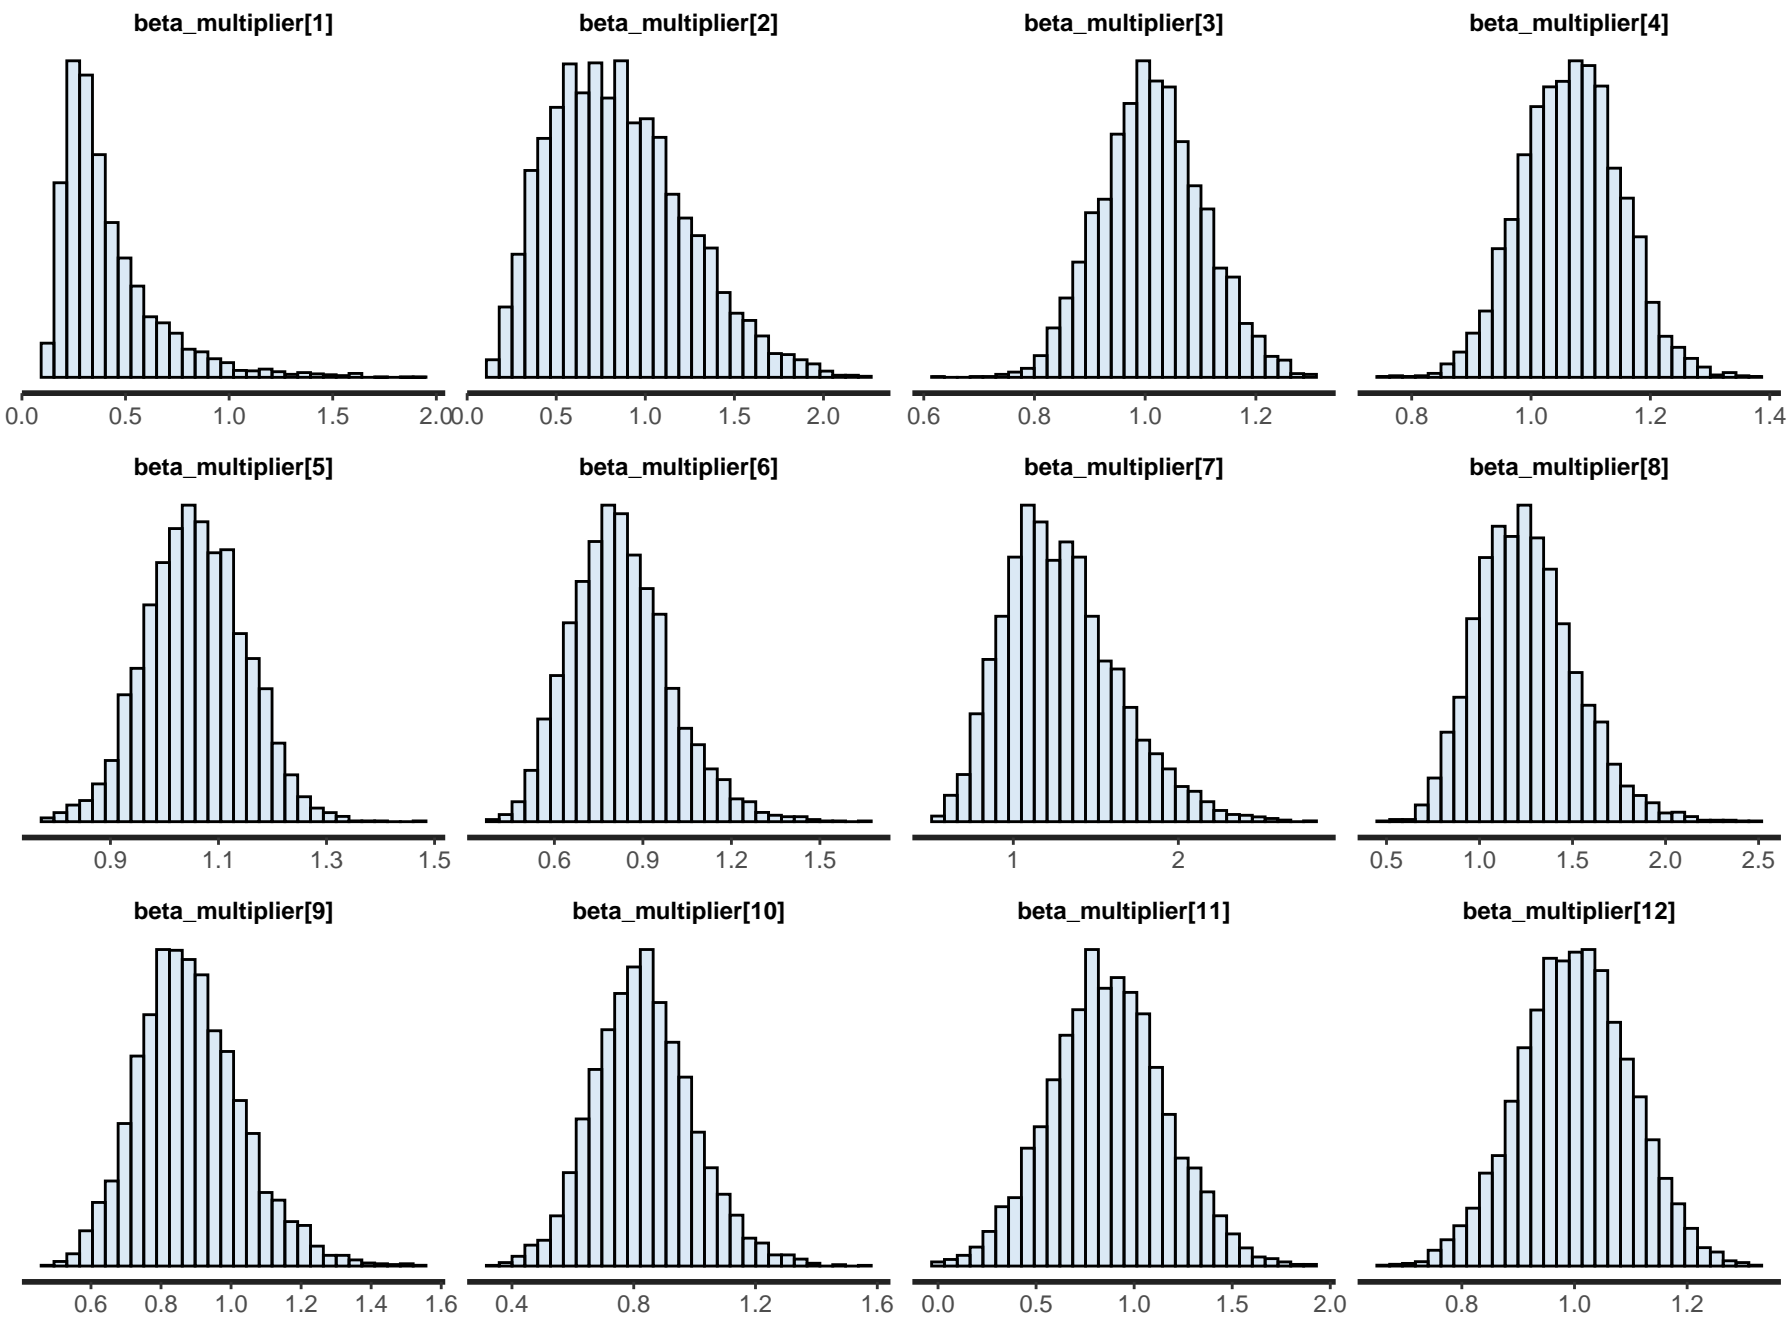 beta_multiplier[1] beta_multiplier[2] beta_multiplier[3] beta_multiplier[4]
0.0 0.5 1.0 1.5 2.0 0.0 0.5 1.0 1.5 2.0 0.6 0.8 1.0 1.2 0.8 1.0 1.2 1.4
beta_multiplier[5] beta_multiplier[6] beta_multiplier[7] beta_multiplier[8]
0.9 1.1 1.3 1.5 0.6 0.9 1.2 1.5 1 2 0.5 1.0 1.5 2.0 2.5
beta_multiplier[9] beta_multiplier[10] beta_multiplier[11] beta_multiplier[12]
0.6 0.8 1.0 1.2 1.4 1.6 0.4 0.8 1.2 1.6 0.0 0.5 1.0 1.5 2.0 0.8 1.0 1.2